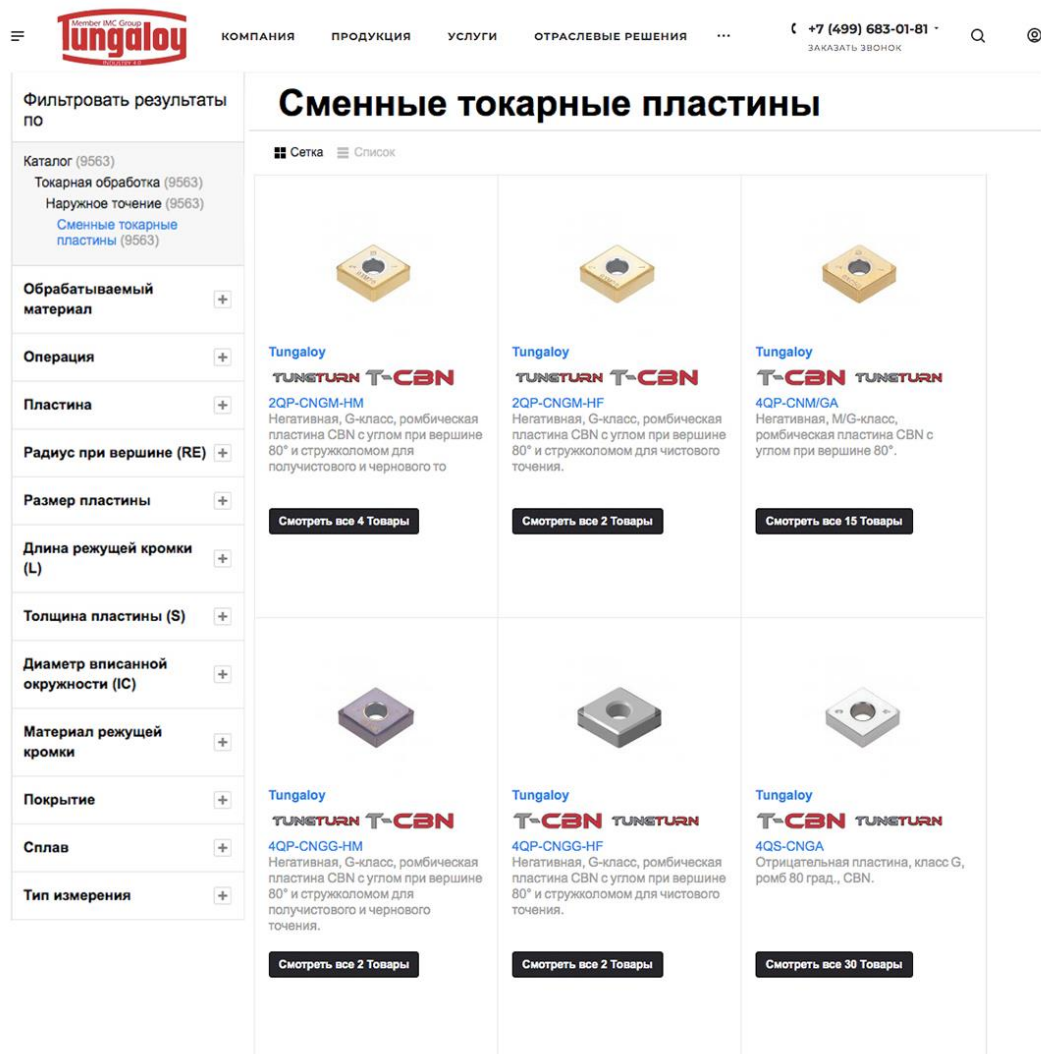 Member IMC Group
Tungaloy
INDUSTRY 4.0
КОМПАНИЯ
ПРОДУКЦИЯ
УСЛУГИ
ОТРАСЛЕВЫЕ РЕШЕНИЯ
...
+7 (499) 683-01-81
ЗАКАЗАТЬ ЗВОНОК
Фильтровать результаты
по
Каталог (9563)
Токарная обработка (9563)
Наружное точение (9563)
Сменные токарные
пластины (9563)
Обрабатываемый
материал
Операция
Пластина
Радиус при вершине (RE)
Размер пластины
Длина режущей кромки
(L)
Толщина пластины (S)
Диаметр вписанной
окружности (IC)
Материал режущей
кромки
Покрытие
Сплав
Тип измерения
Сменные токарные пластины
Сетка
Список
Tungaloy
TUNGTURN T-CBN
2QP-CNGM-HM
Негативная, G-класс, ромбическая
пластина CBN с углом при вершине
80° и стружколомом для
получистового и чернового то
Смотреть все 4 Товары
Tungaloy
TUNGTURN T-CBN
2QP-CNGM-HF
Негативная, G-класс, ромбическая
пластина CBN с углом при вершине
80° и стружколомом для чистового
точения.
Смотреть все 2 Товары
Tungaloy
T-CBN TUNGTURN
4QP-CNM/GA
Негативная, M/G-класс,
ромбическая пластина CBN с
углом при вершине 80°.
Смотреть все 15 Товары
Tungaloy
TUNGTURN T-CBN
4QP-CNGG-HM
Негативная, G-класс, ромбическая
пластина CBN с углом при вершине
80° и стружколомом для
получистового и чернового
точения.
Смотреть все 2 Товары
Tungaloy
T-CBN TUNGTURN
4QP-CNGG-HF
Негативная, G-класс, ромбическая
пластина CBN с углом при вершине
80° и стружколомом для чистового
точения.
Смотреть все 2 Товары
Tungaloy
T-CBN TUNGTURN
4QS-CNGA
Отрицательная пластина, класс G,
ромб 80 град., CBN.
Смотреть все 30 Товары